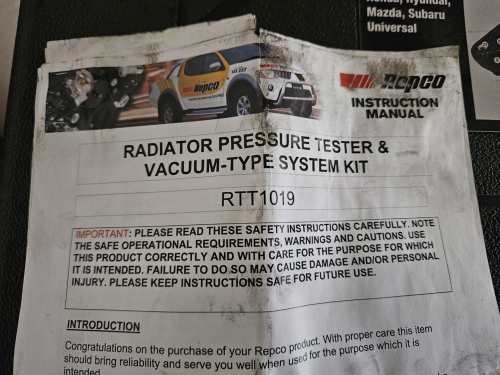 Honda, Hyundai,
Mazda, Subaru
Universal
REPCO
REPCO
INSTRUCTION
MANUAL
RADIATOR PRESSURE TESTER &
VACUUM-TYPE SYSTEM KIT
RTT1019
IMPORTANT: PLEASE READ THESE SAFETY INSTRUCTIONS CAREFULLY. NOTE
THE SAFE OPERATIONAL REQUIREMENTS, WARNINGS AND CAUTIONS. USE
THIS PRODUCT CORRECTLY AND WITH CARE FOR THE PURPOSE FOR WHICH
IT IS INTENDED. FAILURE TO DO SO MAY CAUSE DAMAGE AND/OR PERSONAL
INJURY. PLEASE KEEP INSTRUCTIONS SAFE FOR FUTURE USE.
INTRODUCTION
Congratulations on the purchase of your Repco product. With proper care this item
should bring reliability and serve you well when used for the purpose which it is
intended